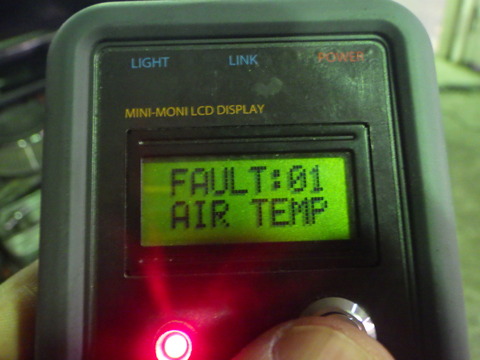 LIGHT LINK POWER
MINI-MONI LCD DISPLAY
FAULT:01
AIR TEMP